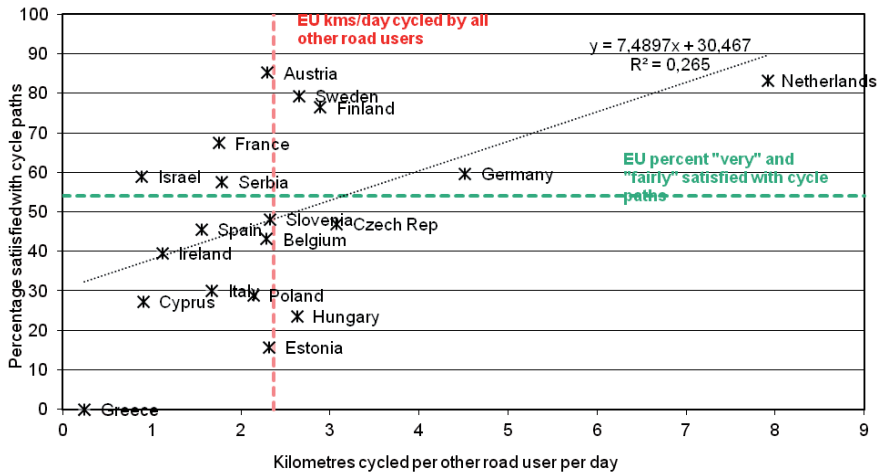 EU kms/day cycled by all
other road users
y = 7,4897x + 30,467
R² = 0,265
EU percent "very" and
"fairly" satisfied with cycle
paths
Percentage satiisfied with cycle paths
100
90
80
70
60
50
40
30
20
10
0
Austria
Netherlands
Sweden
Finland
France
Israel
Serbia
Germany
Slovenia
Spain
Czech Rep
Belgium
Ireland
Italy
Poland
Cyprus
Hungary
Estonia
Greece
0 1 2 3 4 5 6 7 8 9
Kilometres cycled per other road user per day